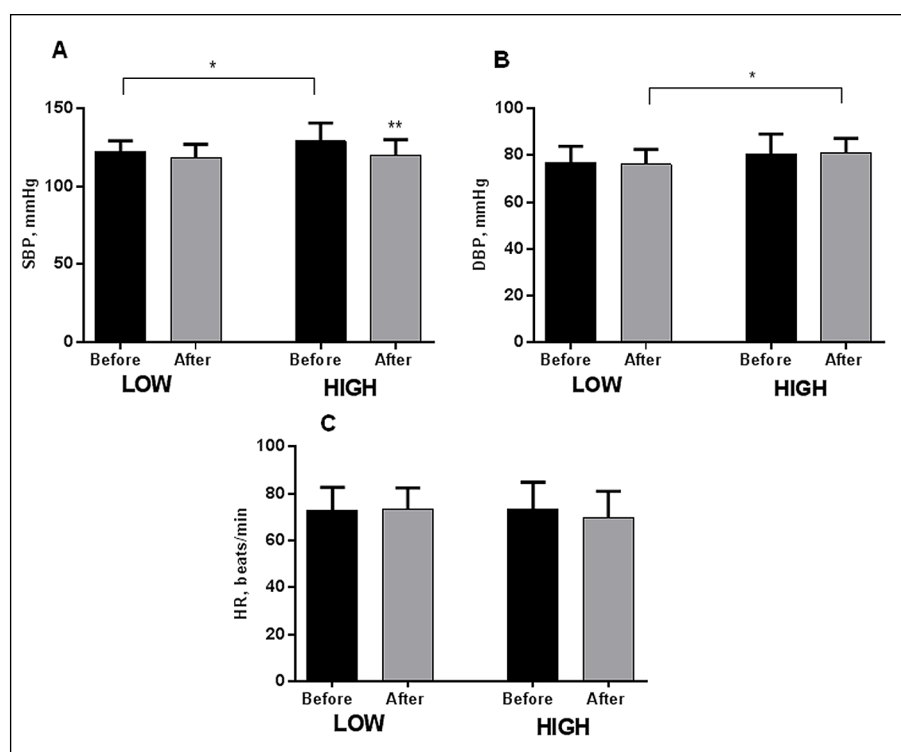 A
*
SBP, mmHg
150
100
50
0
**
Before After Before After
LOW HIGH
B
*
DBP, mmHg
100
80
60
40
20
0
Before After Before After
LOW HIGH
C
HR, beats/min
100
80
60
40
20
0
Before After Before After
LOW HIGH